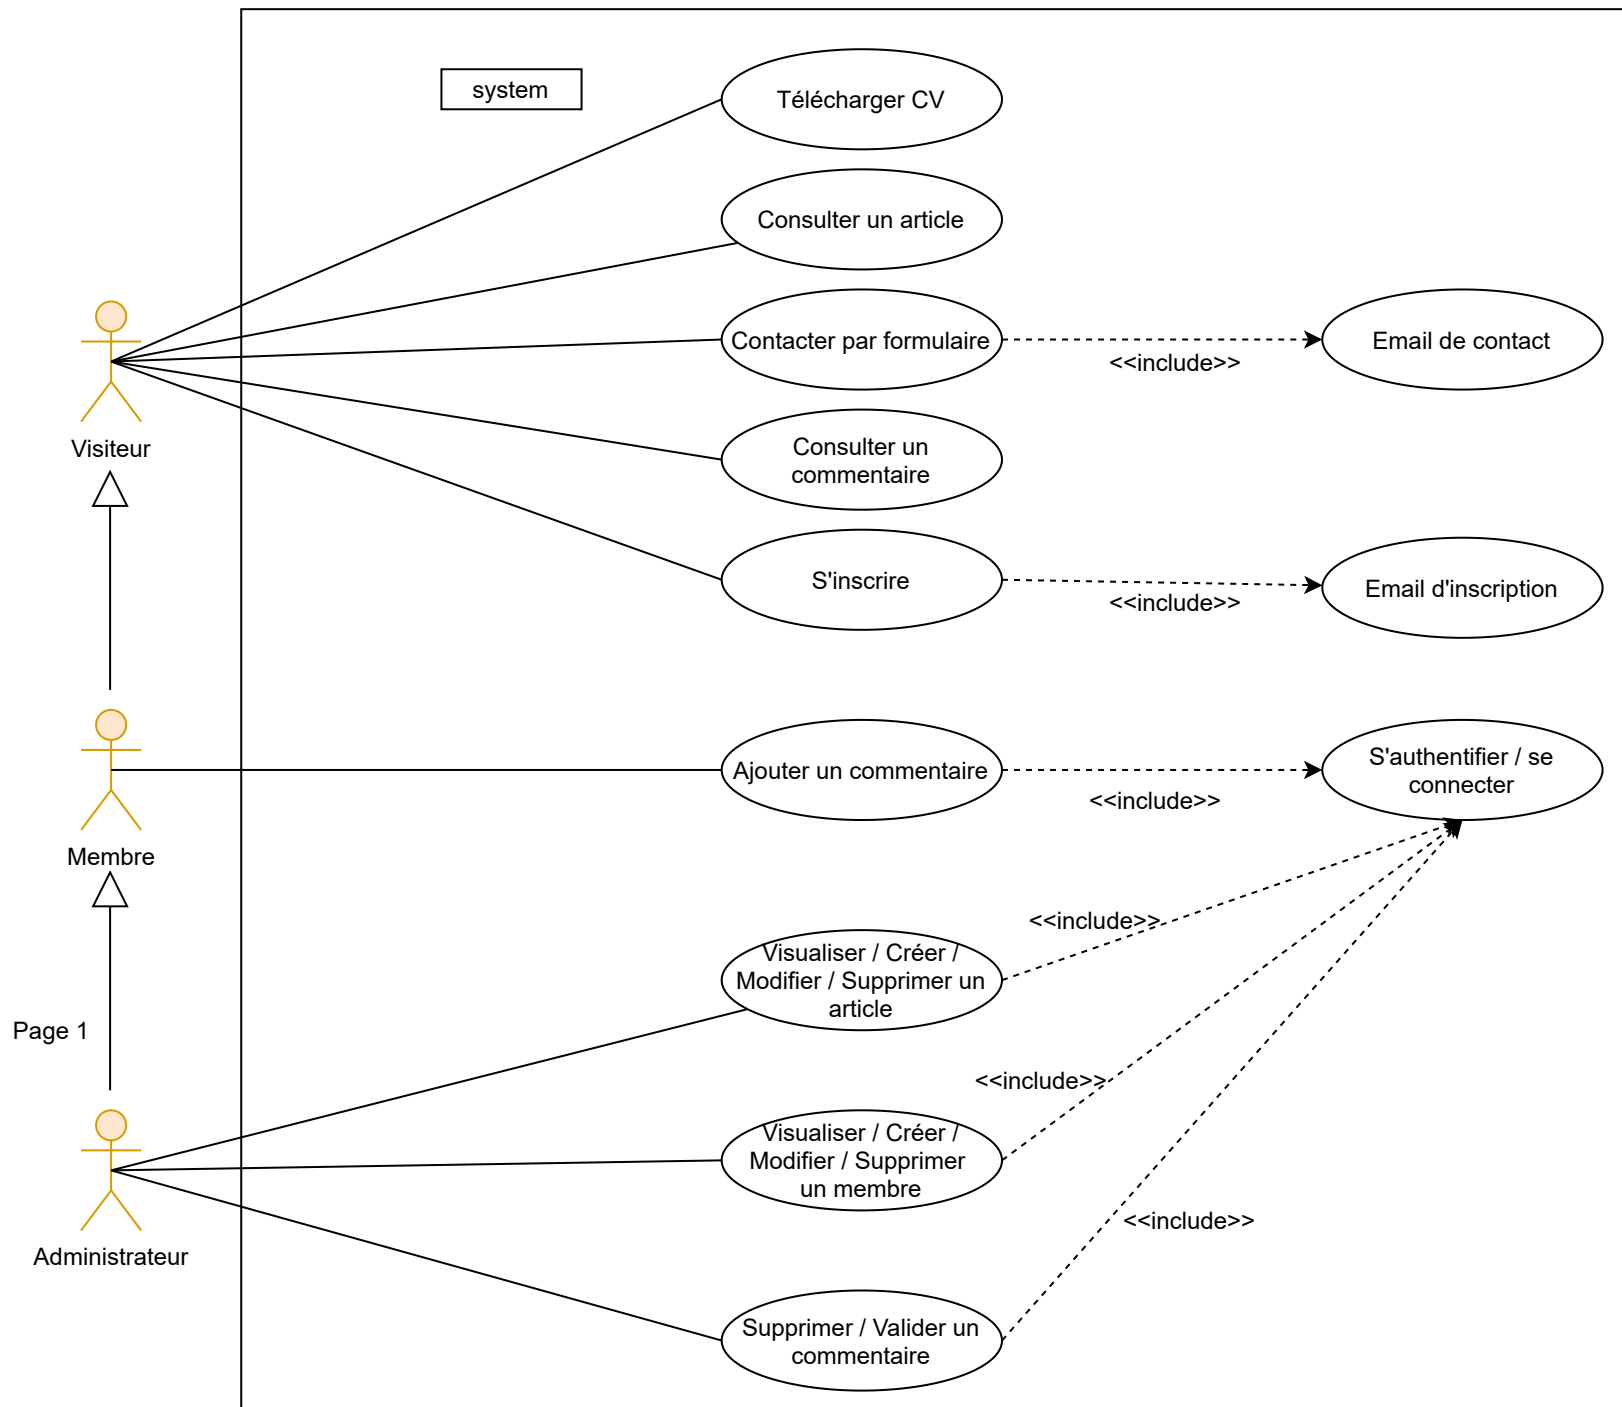 system
Télécharger CV
Consulter un article
Contacter par formulaire
<<include>>
Email de contact
Visiteur
Consulter un
commentaire
S'inscrire
<<include>>
Email d'inscription
Ajouter un commentaire
<<include>>
S'authentifier / se
connecter
Membre
<<include>>
Visualiser / Créer /
Modifier / Supprimer un
article
Page 1
<<include>>
Visualiser / Créer /
Modifier / Supprimer
un membre
<<include>>
Administrateur
Supprimer / Valider un
commentaire